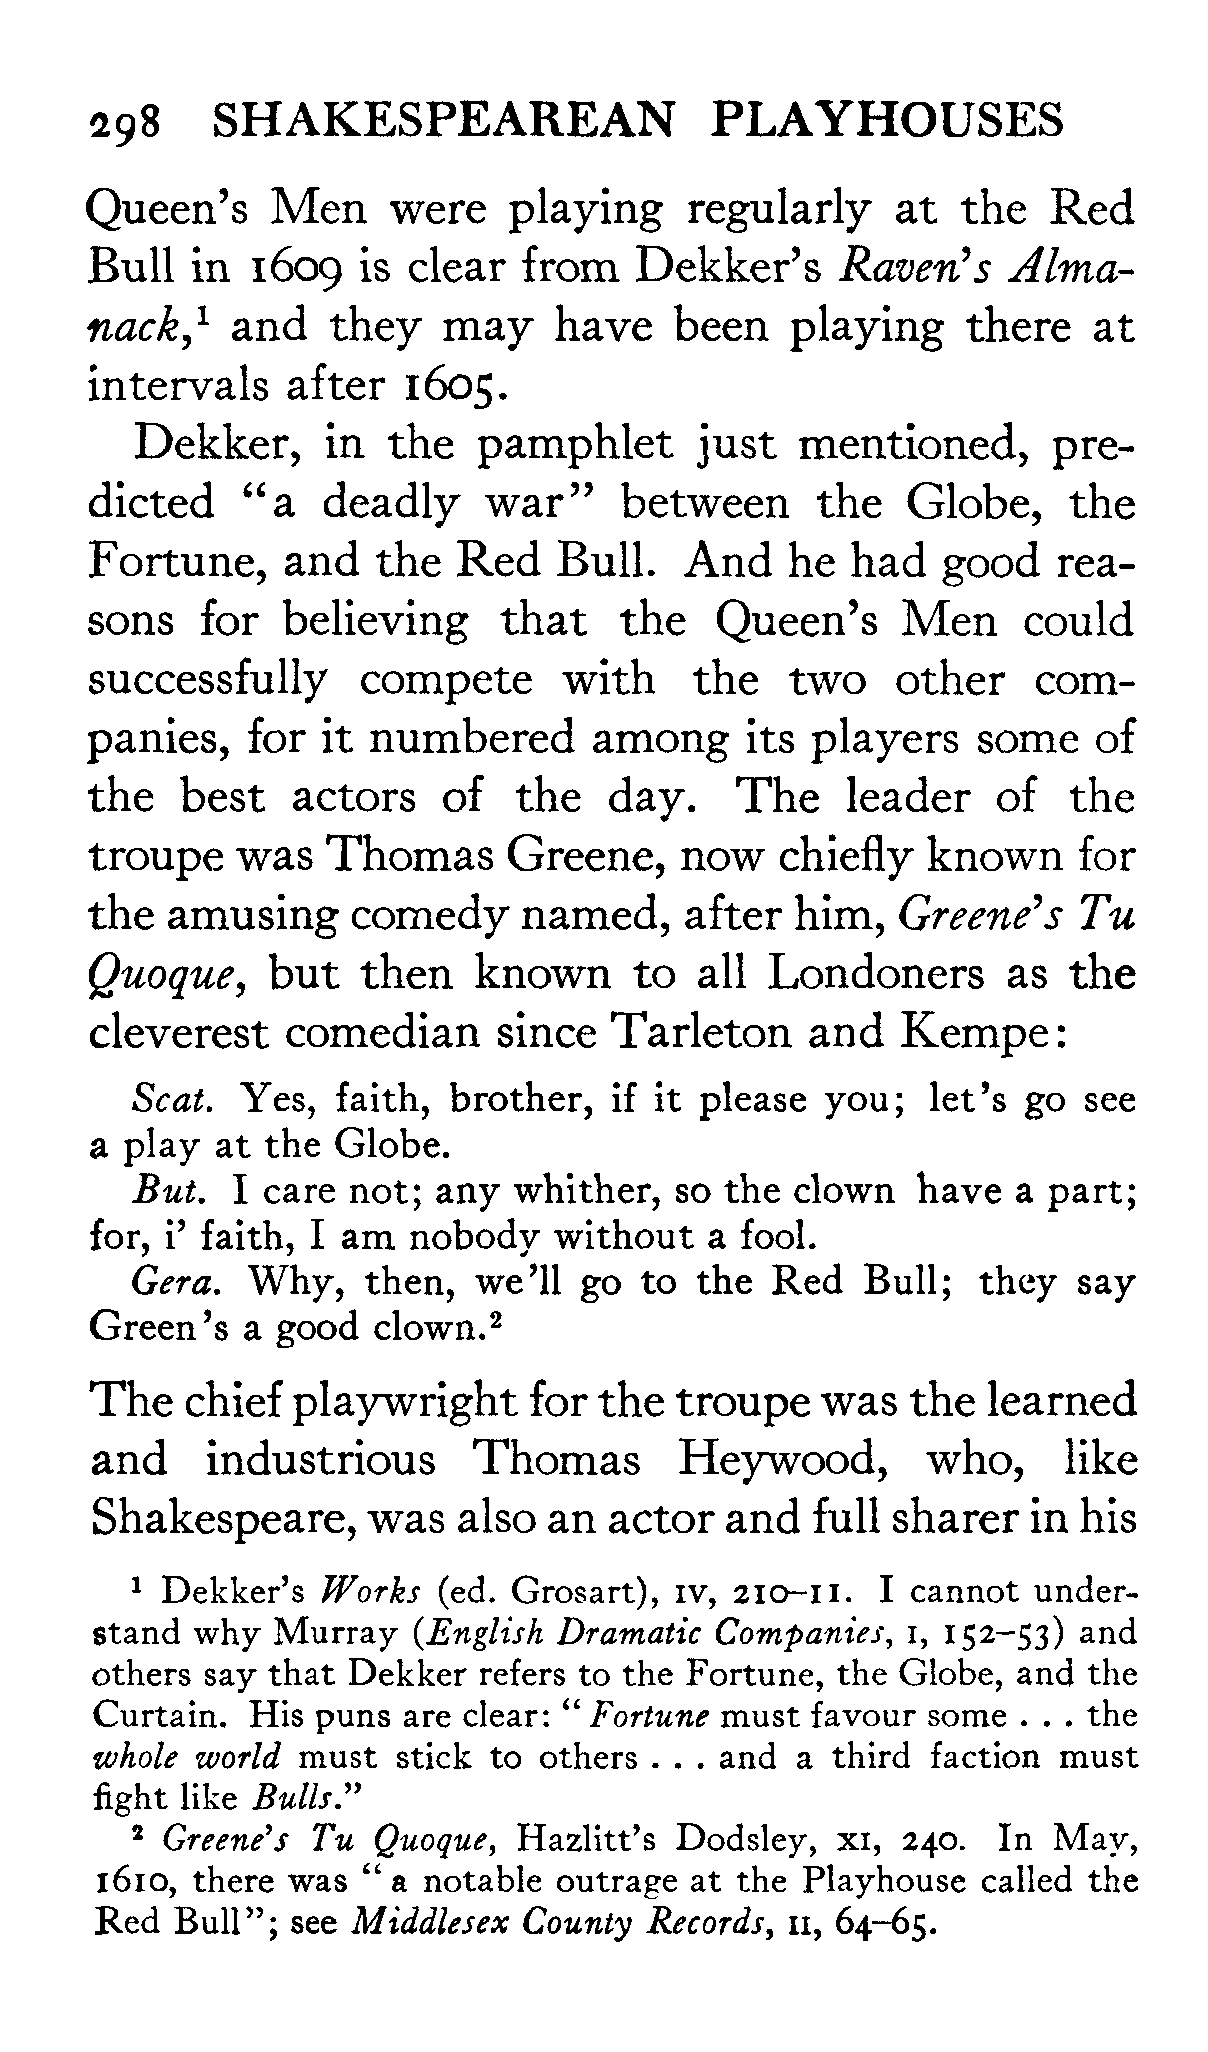 298 SHAKESPEAREAN PLAYHOUSES
Queen's Men were playing regularly at the Red
Bull in 1609 is clear from Dekker's Raven's Alma-
nack,¹ and they may have been playing there at
intervals after 1605.
Dekker, in the pamphlet just mentioned, pre-
dicted "a deadly war" between the Globe, the
Fortune, and the Red Bull. And he had good rea-
sons for believing that the Queen's Men could
successfully compete with the two other com-
panies, for it numbered among its players some of
the best actors of the day. The leader of the
troupe was Thomas Greene, now chiefly known for
the amusing comedy named, after him, Greene's Tu
Quoque, but then known to all Londoners as the
cleverest comedian since Tarleton and Kempe:
Scat. Yes, faith, brother, if it please you; let's go see
a play at the Globe.
But. I care not; any whither, so the clown have a part;
for, i' faith, I am nobody without a fool.
Gera. Why, then, we'll go to the Red Bull; they say
Green's a good clown.²
The chief playwright for the troupe was the learned
and industrious Thomas Heywood, who, like
Shakespeare, was also an actor and full sharer in his
¹ Dekker's Works (ed. Grosart), IV, 210–11. I cannot under-
stand why Murray (English Dramatic Companies, I, 152–53) and
others say that Dekker refers to the Fortune, the Globe, and the
Curtain. His puns are clear: "Fortune must favour some . . . the
whole world must stick to others . . . and a third faction must
fight like Bulls."
² Greene's Tu Quoque, Hazlitt's Dodsley, XI, 240. In May,
1610, there was "a notable outrage at the Playhouse called the
Red Bull"; see Middlesex County Records, II, 64–65.